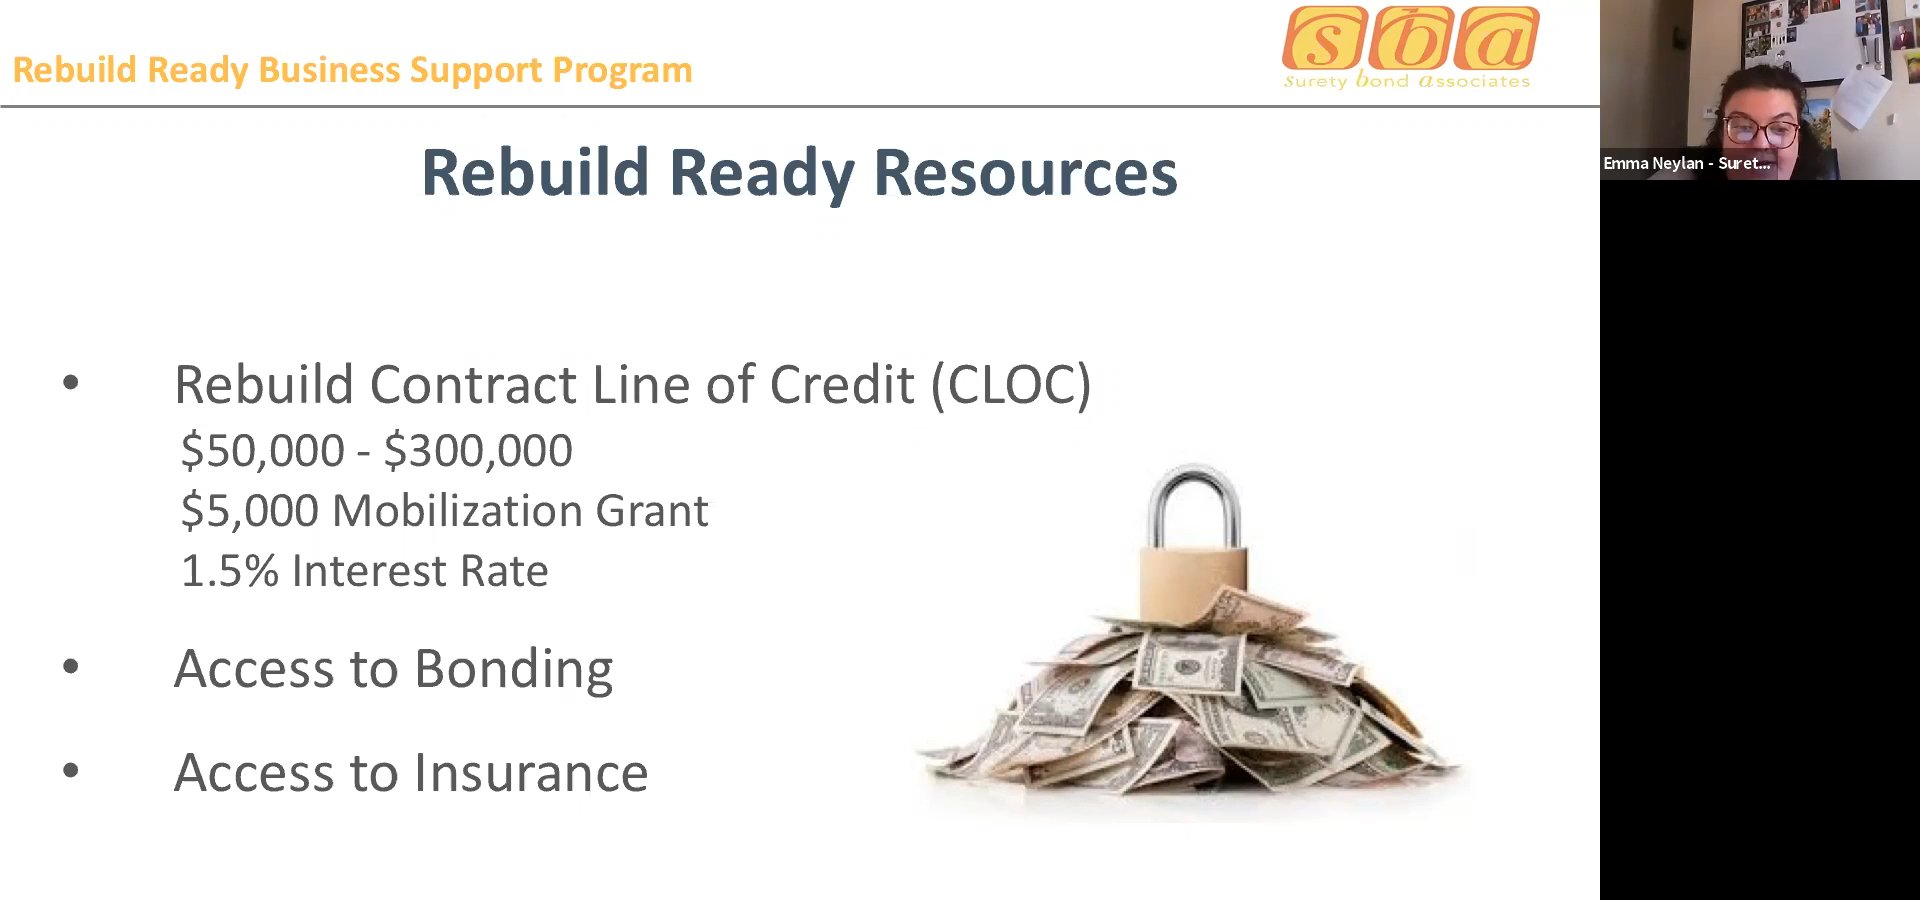 Rebuild Ready Business Support Program
sba
surety bond associates
Emma Neylan - Suret...
Rebuild Ready Resources
• Rebuild Contract Line of Credit (CLOC)
$50,000 - $300,000
$5,000 Mobilization Grant
1.5% Interest Rate
• Access to Bonding
• Access to Insurance